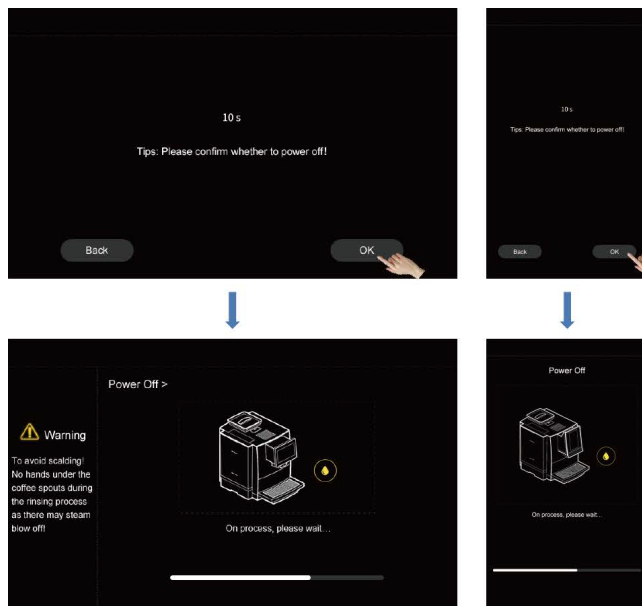 10 s
Tips: Please confirm whether to power off!
Back
OK
10 s
Tips: Please confirm whether to power off!
Back
OK
Power Off >
Warning
To avoid scalding!
No hands under the
coffee spouts during
the rinsing process
as there may steam
blow off!
On process, please wait…
Power Off
On process, please wait…